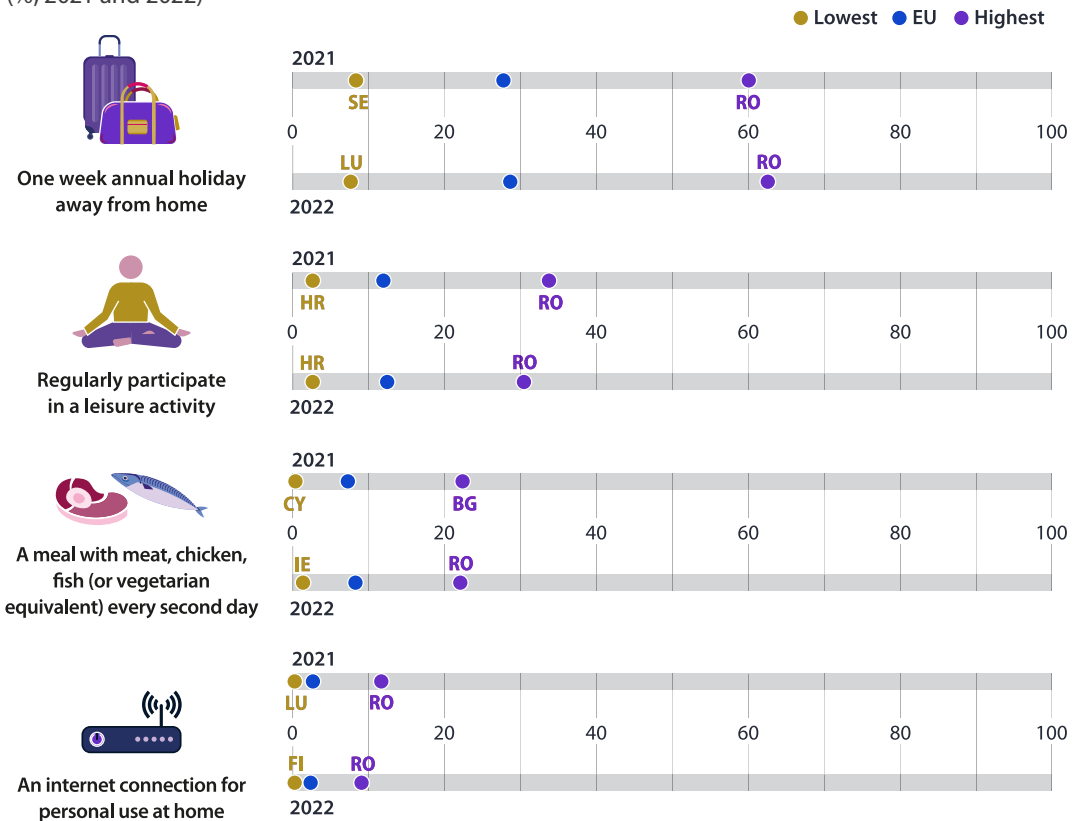 (%, 2021 and 2022)
Lowest EU Highest
2021
SE RO
0 20 40 60 80 100
LU RO
2022
One week annual holiday
away from home
2021
HR RO
0 20 40 60 80 100
HR RO
2022
Regularly participate
in a leisure activity
2021
CY BG
0 20 40 60 80 100
IE RO
2022
A meal with meat, chicken,
fish (or vegetarian
equivalent) every second day
2021
LU RO
0 20 40 60 80 100
FI RO
2022
An internet connection for
personal use at home